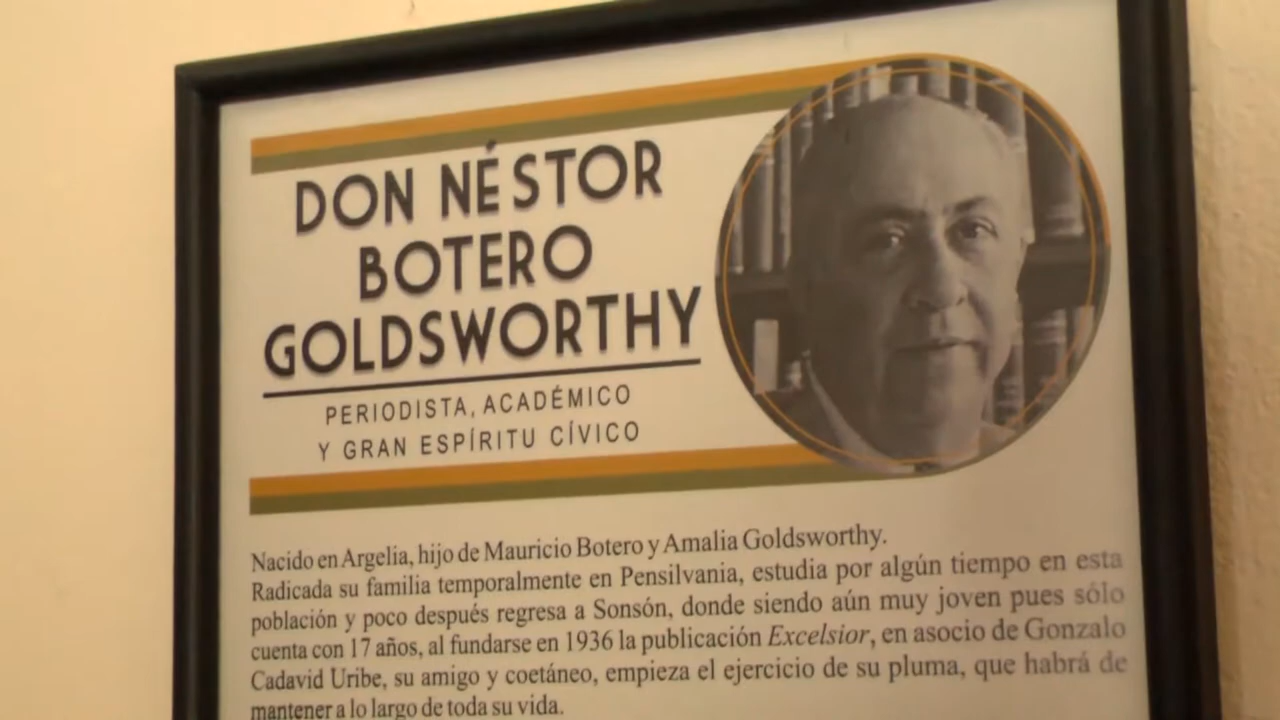 DON NÉSTOR
BOTERO
GOLDSWORTHY
PERIODISTA, ACADÉMICO
Y GRAN ESPÍRITU CÍVICO
Nacido en Argelia, hijo de Mauricio Botero y Amalia Goldsworthy.
Radicada su familia temporalmente en Pensilvania, estudia por algún tiempo en esta
población y poco después regresa a Sonsón, donde siendo aún muy joven pues sólo
cuenta con 17 años, al fundarse en 1936 la publicación Excelsior, en asocio de Gonzalo
Cadavid Uribe, su amigo y coetáneo, empieza el ejercicio de su pluma, que habrá de
mantener a lo largo de toda su vida.